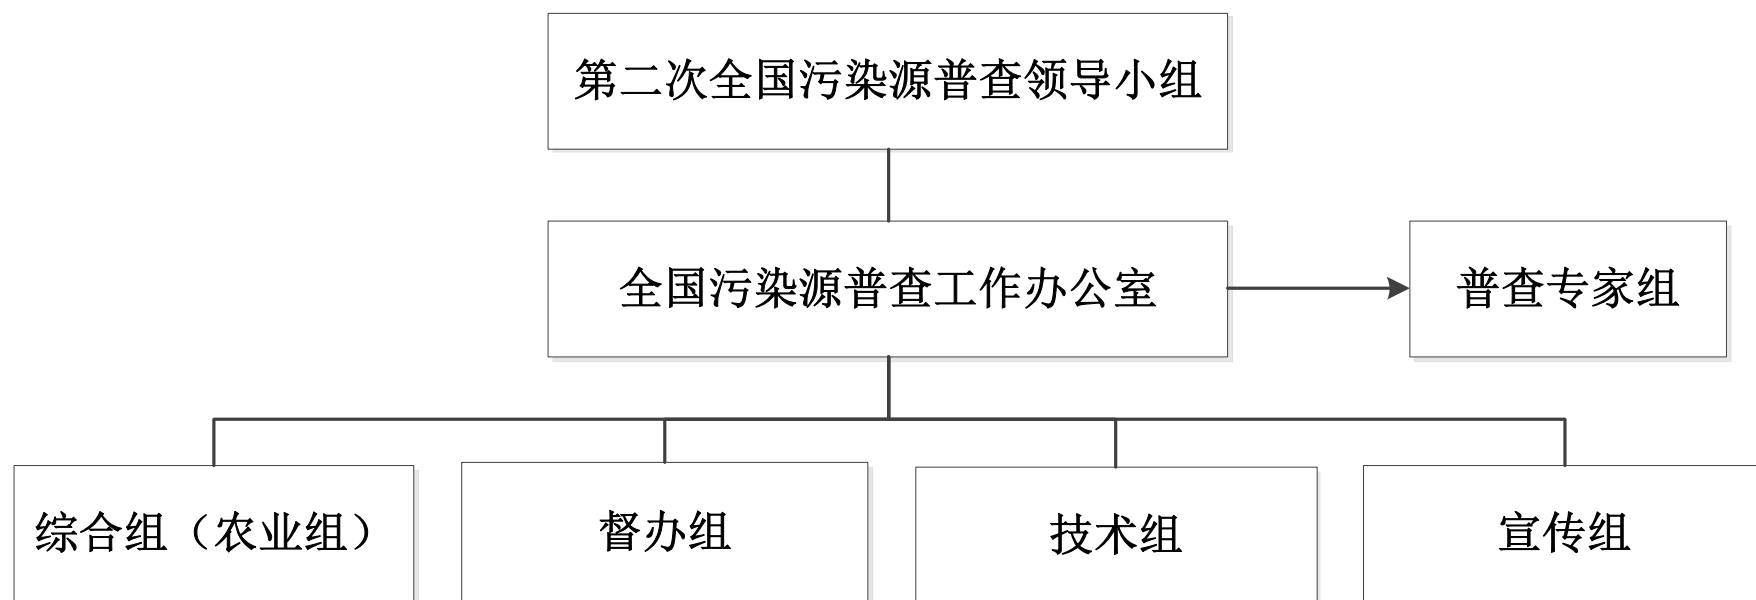 第二次全国污染源普查领导小组
全国污染源普查工作办公室
普查专家组
综合组（农业组）
督办组
技术组
宣传组